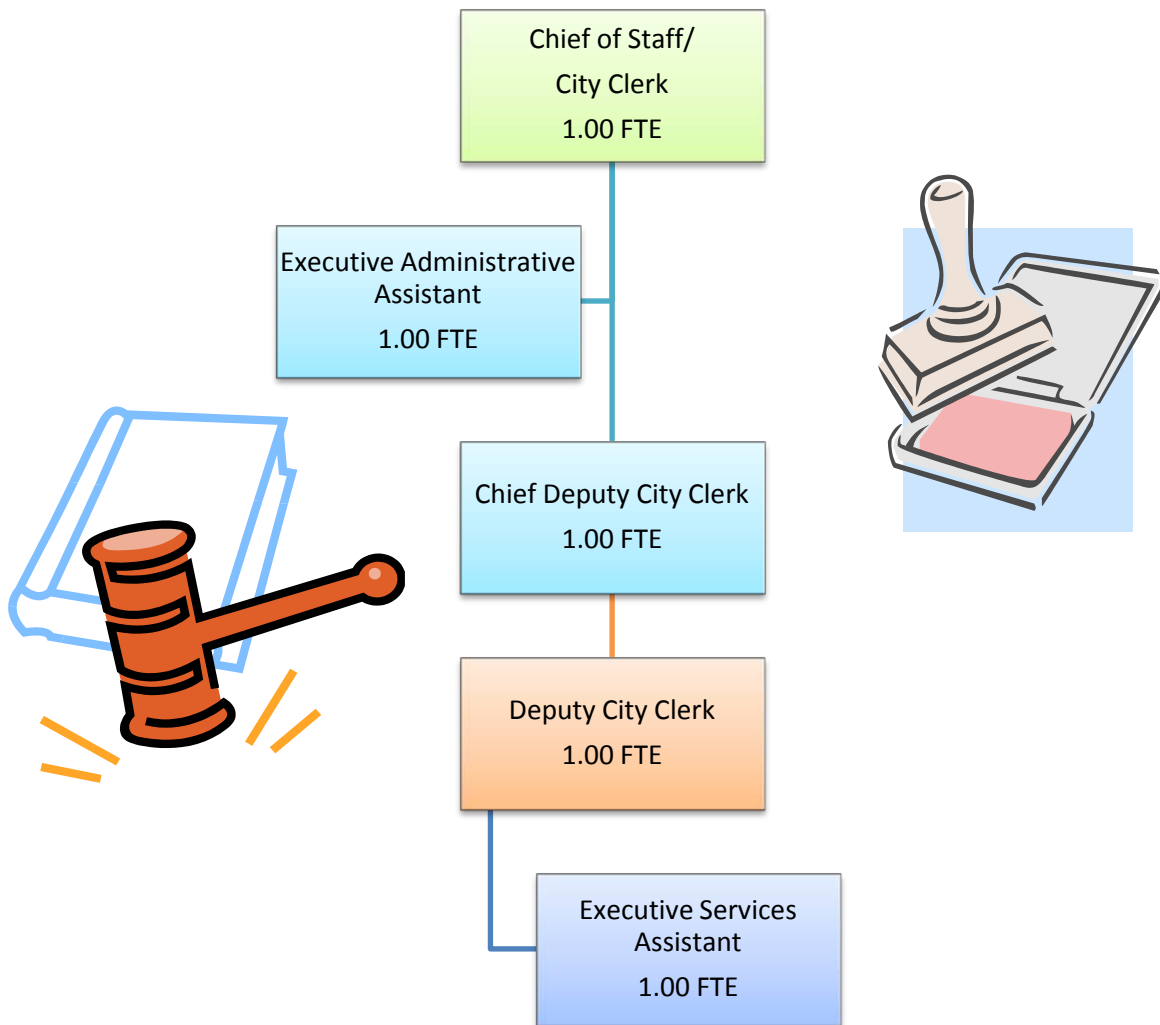 Chief of Staff/
City Clerk
1.00 FTE
Executive Administrative
Assistant
1.00 FTE
Chief Deputy City Clerk
1.00 FTE
Deputy City Clerk
1.00 FTE
Executive Services
Assistant
1.00 FTE